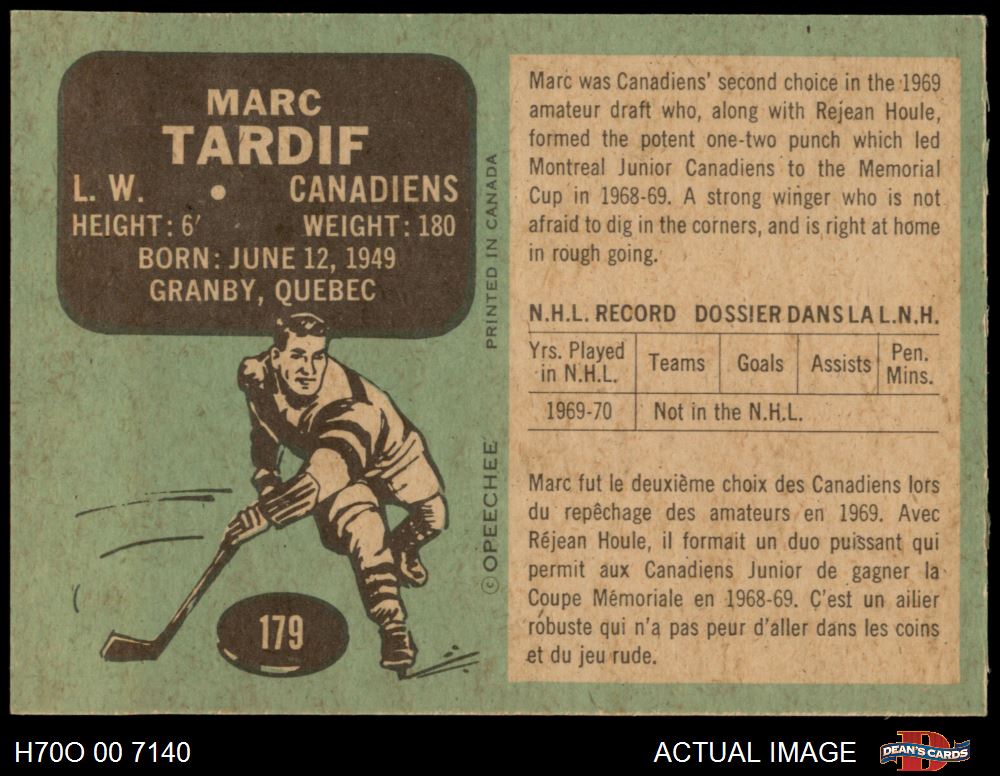 MARC
TARDIF
L. W. • CANADIENS
HEIGHT: 6′ WEIGHT: 180
BORN: JUNE 12, 1949
GRANBY, QUEBEC
PRINTED IN CANADA
© OPEECHEE
179
Marc was Canadiens' second choice in the 1969
amateur draft who, along with Rejean Houle,
formed the potent one-two punch which led
Montreal Junior Canadiens to the Memorial
Cup in 1968-69. A strong winger who is not
afraid to dig in the corners, and is right at home
in rough going.
N.H.L. RECORD DOSSIER DANS LA L.N.H.
Yrs. Played
in N.H.L. Teams Goals Assists Pen.
Mins.
1969-70 Not in the N.H.L.
Marc fut le deuxième choix des Canadiens lors
du repêchage des amateurs en 1969. Avec
Réjean Houle, il formait un duo puissant qui
permit aux Canadiens Junior de gagner la
Coupe Mémoriale en 1968-69. C'est un ailier
robuste qui n'a pas peur d'aller dans les coins
et du jeu rude.
H70O 00 7140
ACTUAL IMAGE
DEAN'S CARDS